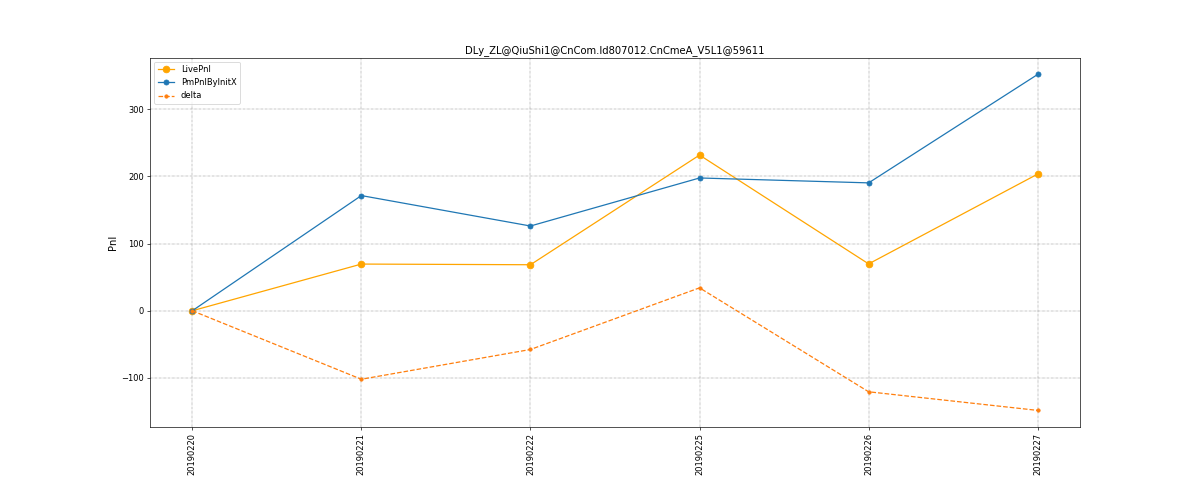 DLy_ZL@QiuShi1@CnCom.Id807012.CnCmeA_V5L1@59611
LivePnl
PmPnlByInitX
delta
Pnl
300
200
100
0
−100
20190220
20190221
20190222
20190225
20190226
20190227